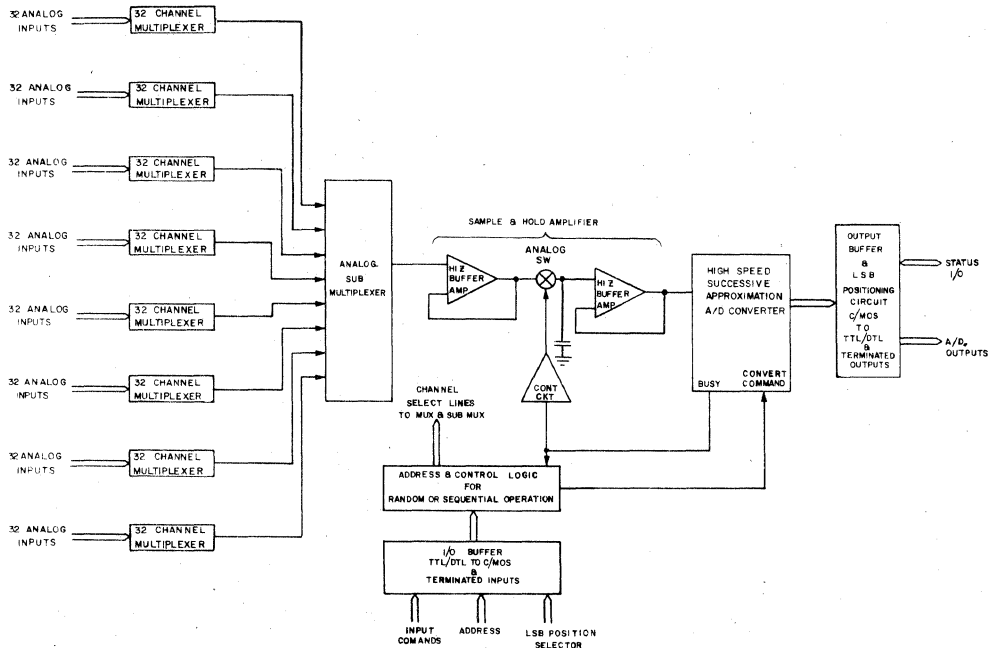 32 ANALOG
INPUTS
32 CHANNEL
MULTIPLEXER
32 ANALOG
INPUTS
32 CHANNEL
MULTIPLEXER
32 ANALOG
INPUTS
32 CHANNEL
MULTIPLEXER
32 ANALOG
INPUTS
32 CHANNEL
MULTIPLEXER
32 ANALOG
INPUTS
32 CHANNEL
MULTIPLEXER
32 ANALOG
INPUTS
32 CHANNEL
MULTIPLEXER
32 ANALOG
INPUTS
32 CHANNEL
MULTIPLEXER
32 ANALOG
INPUTS
32 CHANNEL
MULTIPLEXER
ANALOG
SUB
MULTIPLEXER
SAMPLE & HOLD AMPLIFIER
HI Z
BUFFER
AMP.
ANALOG
SW
HI Z
BUFFER
AMP.
CONT
CKT
HIGH SPEED
SUCCESSIVE
APPROXIMATION
A/D CONVERTER
BUSY
CONVERT
COMMAND
OUTPUT
BUFFER
&
LSB
POSITIONING
CIRCUIT
C/MOS
TO
TTL/DTL
&
TERMINATED
OUTPUTS
STATUS
I/O
A/D.
OUTPUTS
CHANNEL
SELECT LINES
TO MUX & SUB MUX
ADDRESS & CONTROL LOGIC
FOR
RANDOM OR SEQUENTIAL OPERATION
I/O BUFFER
TTL/DTL TO C/MOS
&
TERMINATED INPUTS
INPUT
COMANDS
ADDRESS
LSB POSITION
SELECTOR